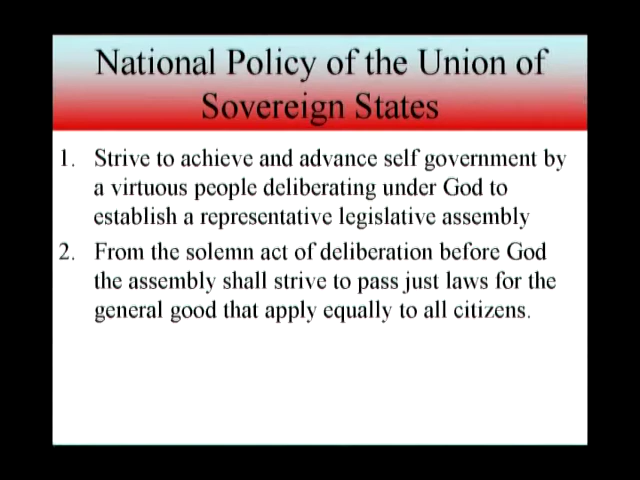 National Policy of the Union of
Sovereign States
1. Strive to achieve and advance self government by
a virtuous people deliberating under God to
establish a representative legislative assembly
2. From the solemn act of deliberation before God
the assembly shall strive to pass just laws for the
general good that apply equally to all citizens.